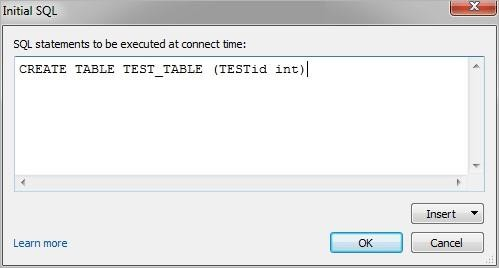 Initial SQL
SQL statements to be executed at connect time:
CREATE TABLE TEST_TABLE (TESTid int)
Insert
Learn more
OK
Cancel